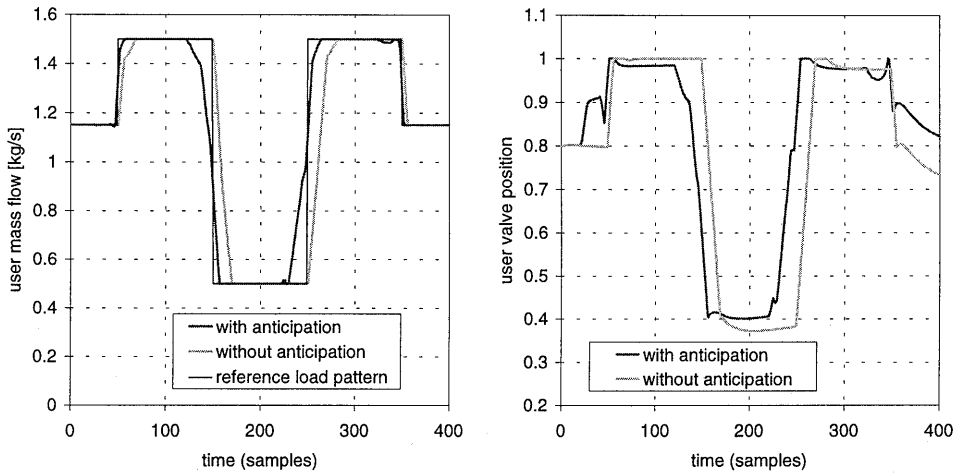 user mass flow [kg/s]
1.6
1.4
1.2
1
0.8
0.6
0.4
0.2
0
with anticipation
without anticipation
reference load pattern
0 100 200 300 400
time (samples)
user valve position
1.1
1
0.9
0.8
0.7
0.6
0.5
0.4
0.3
0.2
with anticipation
without anticipation
0 100 200 300 400
time (samples)